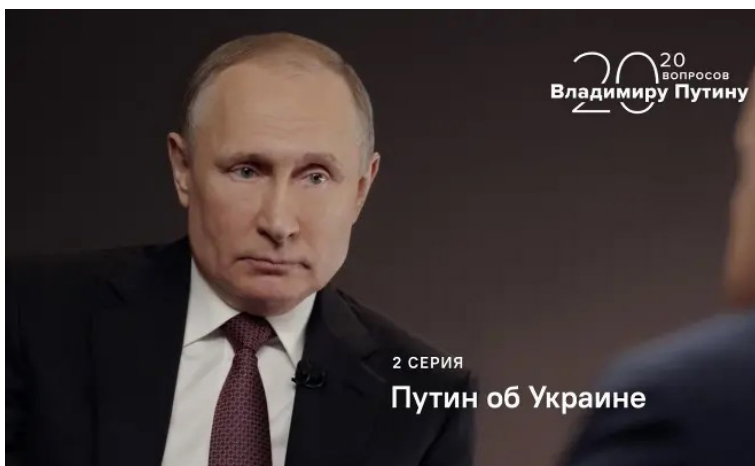 20
20
ВОПРОСОВ
Владимиру Путину
2 СЕРИЯ
Путин об Украине